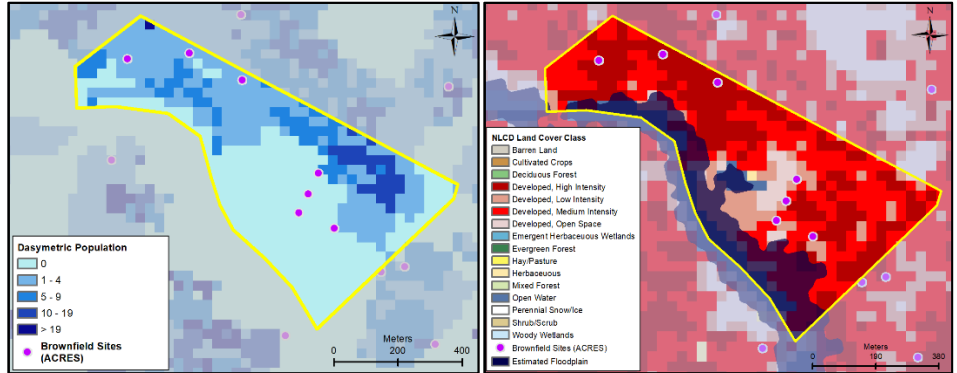 N
Dasymetric Population
0
1 - 4
5 - 9
10 - 19
> 19
Brownfield Sites
(ACRES)
Meters
0 200 400
N
NLCD Land Cover Class
Barren Land
Cultivated Crops
Deciduous Forest
Developed, High Intensity
Developed, Low Intensity
Developed, Medium Intensity
Developed, Open Space
Emergent Herbaceous Wetlands
Evergreen Forest
Hay/Pasture
Herbaceous
Mixed Forest
Open Water
Perennial Snow/Ice
Shrub/Scrub
Woody Wetlands
Brownfield Sites (ACRES)
Estimated Floodplain
Meters
0 190 380